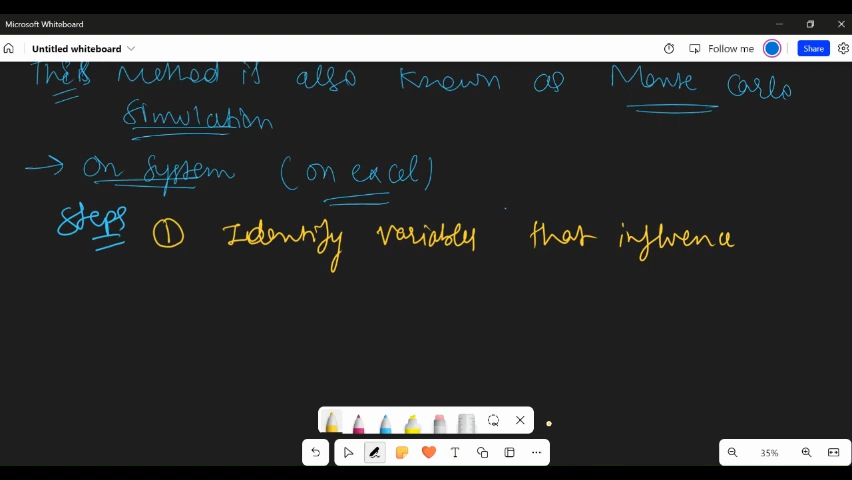 Microsoft Whiteboard
Untitled whiteboard
Follow me
Share
This method is also known as Monte Carlo
Simulation
→ On System (on excel)
Steps ① Identify variables that influence
35%